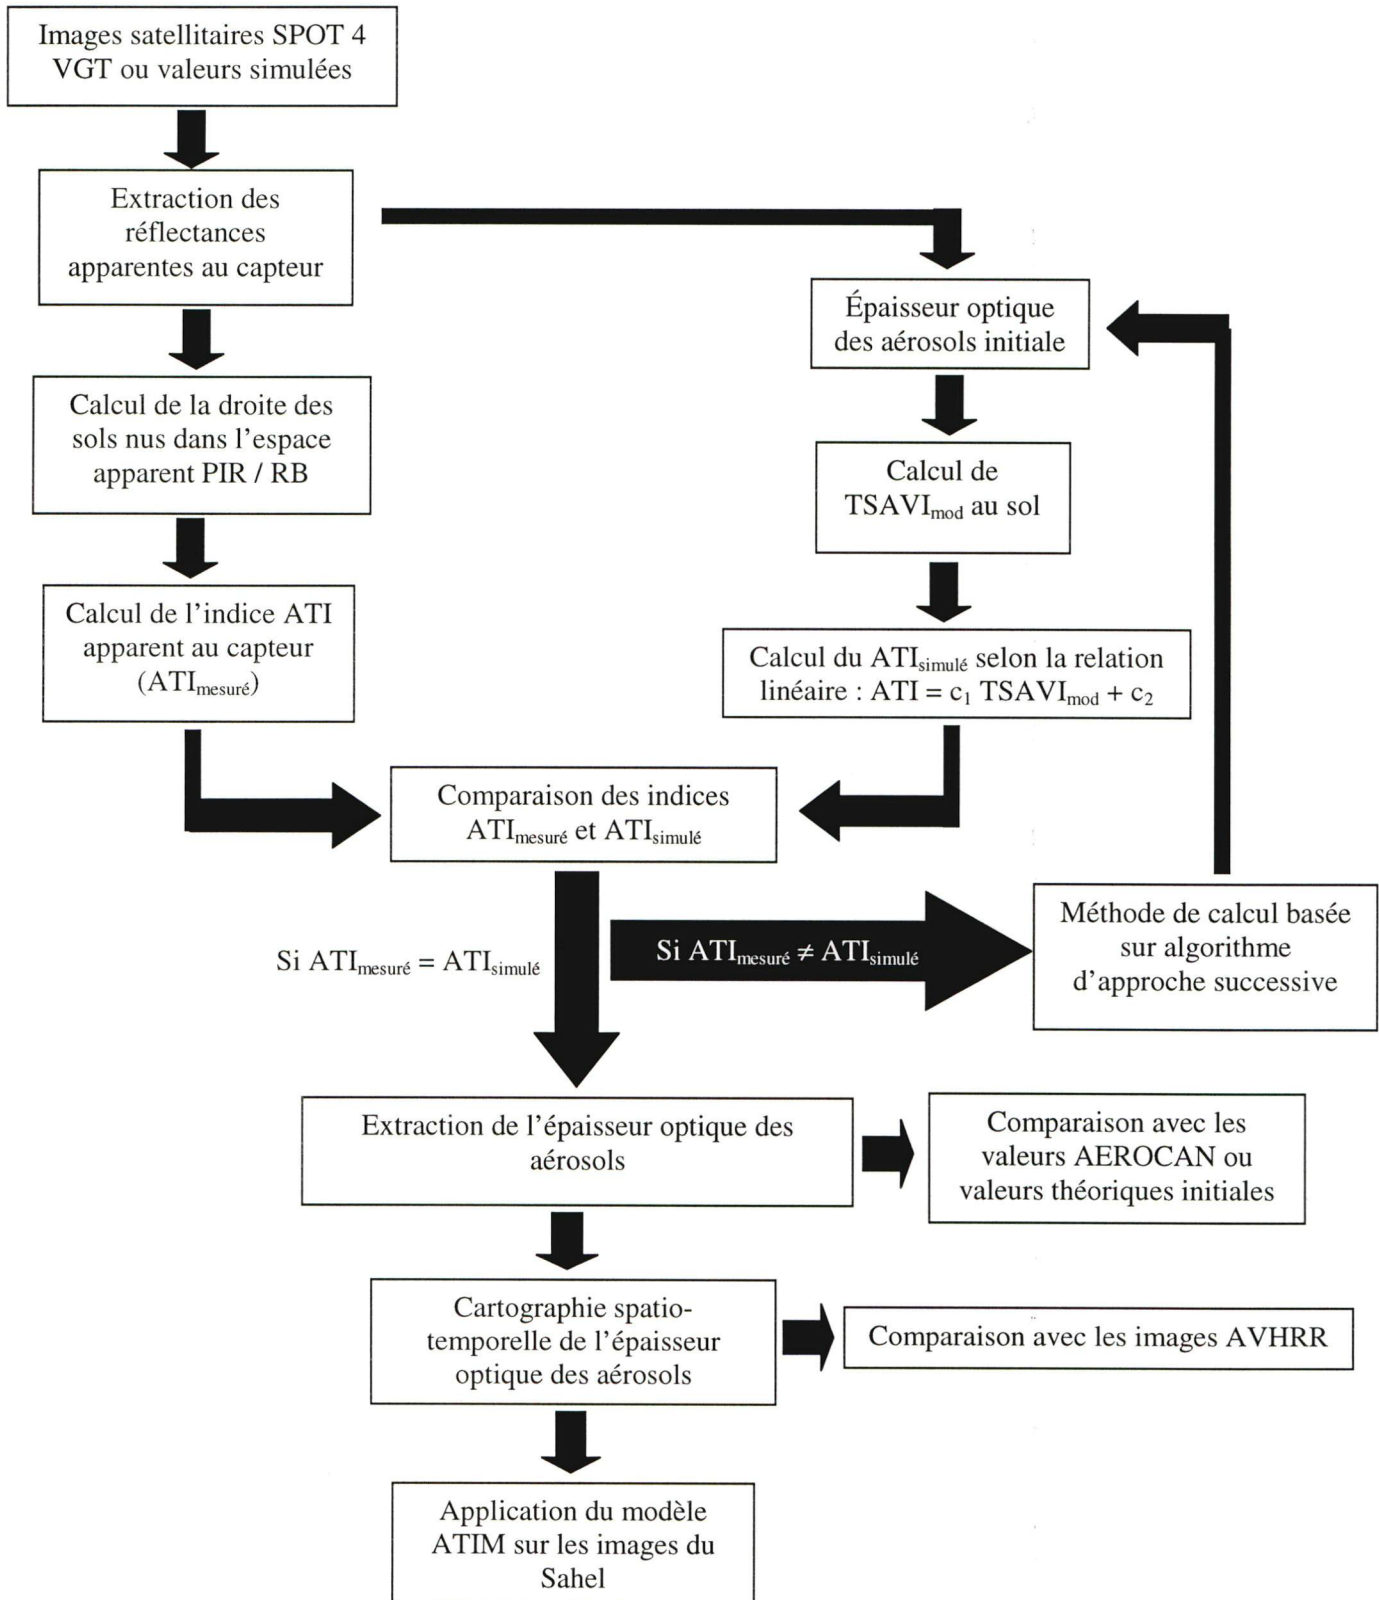 Images satellitaires SPOT 4
VGT ou valeurs simulées
Extraction des
réflectances
apparentes au capteur
Épaisseur optique
des aérosols initiale
Calcul de la droite des
sols nus dans l'espace
apparent PIR / RB
Calcul de
TSAVImod au sol
Calcul de l'indice ATI
apparent au capteur
(ATImesuré)
Calcul du ATIsimulé selon la relation
linéaire : ATI = c1 TSAVImod + c2
Comparaison des indices
ATImesuré et ATIsimulé
Si ATImesuré = ATIsimulé
Si ATImesuré ≠ ATIsimulé
Méthode de calcul basée
sur algorithme
d'approche successive
Extraction de l'épaisseur optique des
aérosols
Comparaison avec les
valeurs AEROCAN ou
valeurs théoriques initiales
Cartographie spatio-
temporelle de l'épaisseur
optique des aérosols
Comparaison avec les images AVHRR
Application du modèle
ATIM sur les images du
Sahel